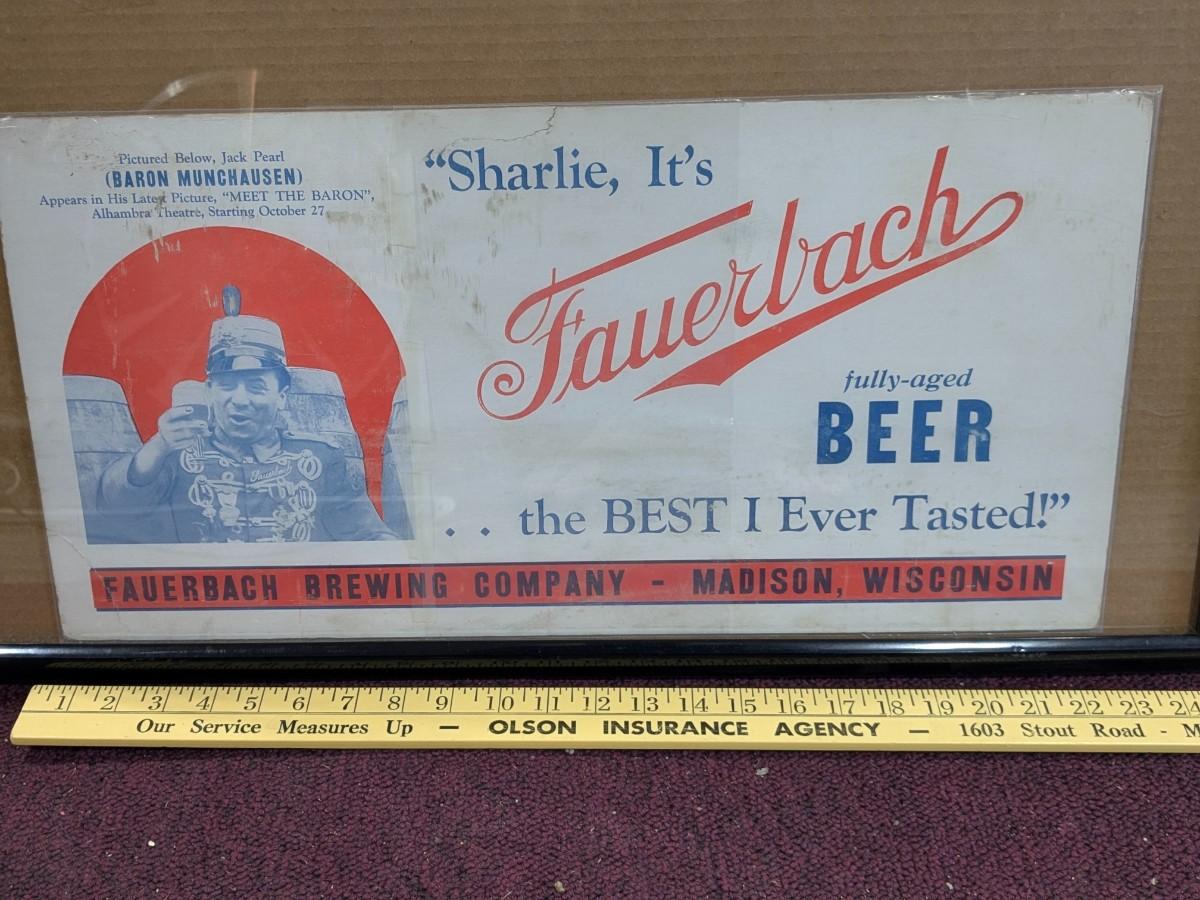 Pictured Below, Jack Pearl
(BARON MUNCHAUSEN)
Appears in His Latest Picture, "MEET THE BARON",
Alhambra Theatre, Starting October 27
"Sharlie, It's
Fauerbach
fully-aged
BEER
Fauerbach
. . the BEST I Ever Tasted!"
FAUERBACH BREWING COMPANY - MADISON, WISCONSIN
1 2 3 4 5 6 7 8 9 10 11 12 13 14 15 16 17 18 19 20 21 22 23 24
Our Service Measures Up — OLSON INSURANCE AGENCY — 1603 Stout Road - M